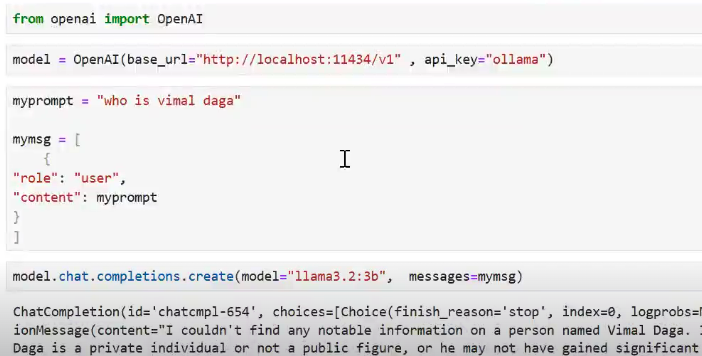 from openai import OpenAI
model = OpenAI(base_url="http://localhost:11434/v1" , api_key="ollama")
myprompt = "who is vimal daga"
mymsg = [
{
"role": "user",
"content": myprompt
}
]
model.chat.completions.create(model="llama3.2:3b", messages=mymsg)
ChatCompletion(id='chatcmpl-654', choices=[Choice(finish_reason='stop', index=0, logprobs=
ionMessage(content="I couldn't find any notable information on a person named Vimal Daga.
Daga is a private individual or not a public figure, or he may not have gained significant